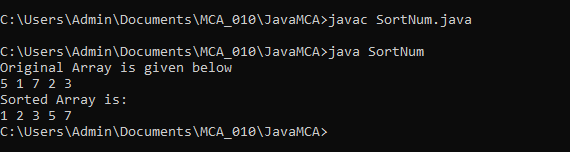 C:\Users\Admin\Documents\MCA_010\JavaMCA>javac SortNum.java
C:\Users\Admin\Documents\MCA_010\JavaMCA>java SortNum
Original Array is given below
5 1 7 2 3
Sorted Array is:
1 2 3 5 7
C:\Users\Admin\Documents\MCA_010\JavaMCA>